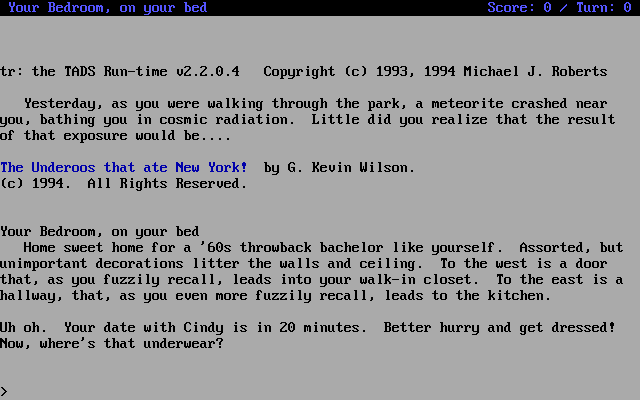 Your Bedroom, on your bed Score: 0 / Turn: 0
tr: the TADS Run-time v2.2.0.4 Copyright (c) 1993, 1994 Michael J. Roberts
Yesterday, as you were walking through the park, a meteorite crashed near
you, bathing you in cosmic radiation. Little did you realize that the result
of that exposure would be....
The Underoos that ate New York! by G. Kevin Wilson.
(c) 1994. All Rights Reserved.
Your Bedroom, on your bed
Home sweet home for a '60s throwback bachelor like yourself. Assorted, but
unimportant decorations litter the walls and ceiling. To the west is a door
that, as you fuzzily recall, leads into your walk-in closet. To the east is a
hallway, that, as you even more fuzzily recall, leads to the kitchen.
Uh oh. Your date with Cindy is in 20 minutes. Better hurry and get dressed!
Now, where's that underwear?
>